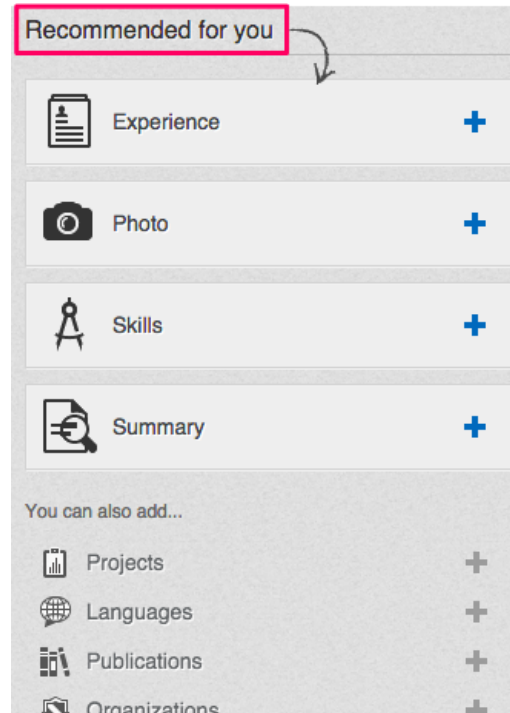 Recommended for you
Experience
Photo
Skills
Summary
You can also add...
Projects
Languages
Publications
Organizations